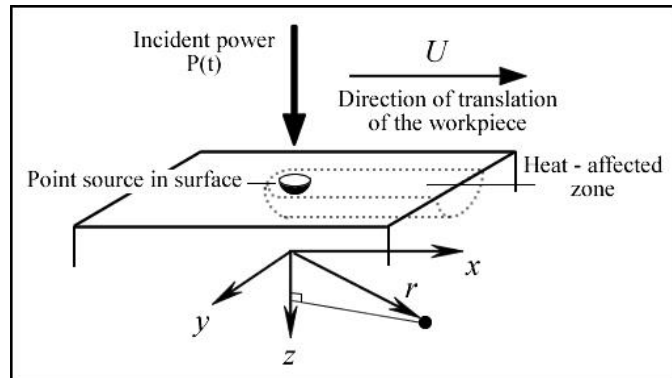 Incident power
P(t)
U
Direction of translation
of the workpiece
Point source in surface
Heat - affected
zone
x
r
y
z